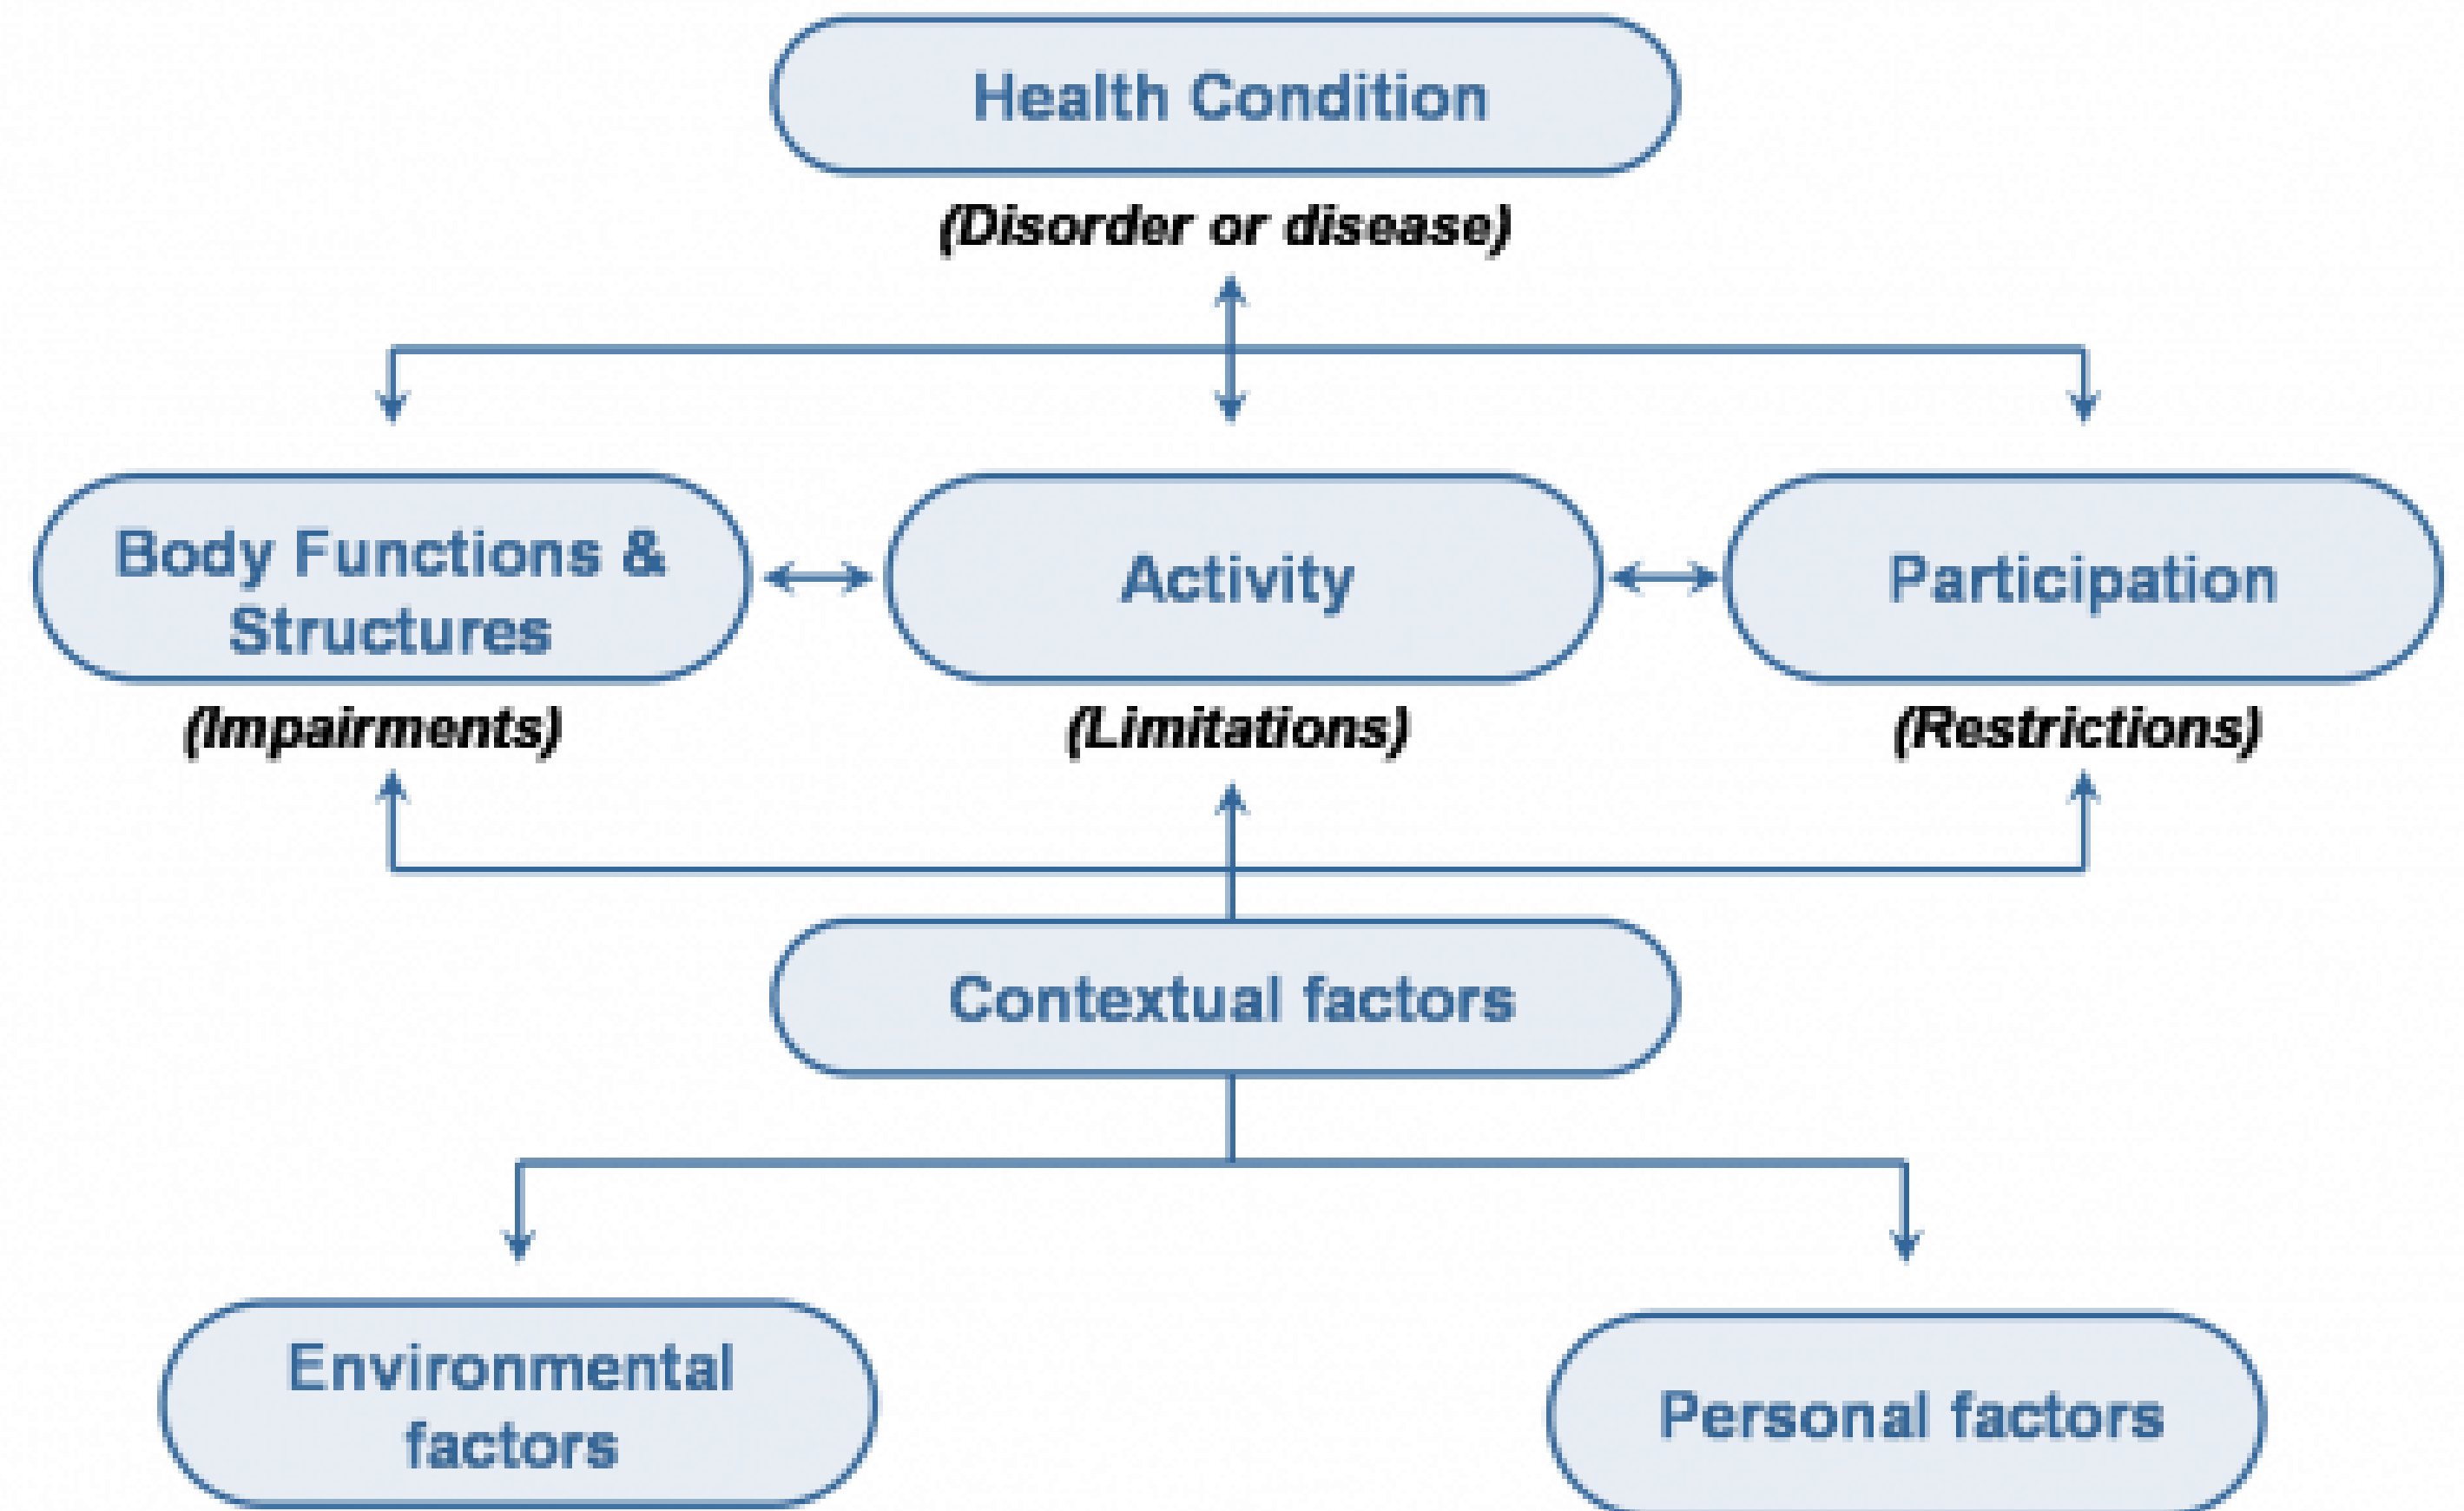 Health Condition
(Disorder or disease)
Body Functions &
Structures
Activity
Participation
(Impairments)
(Limitations)
(Restrictions)
Contextual factors
Environmental
factors
Personal factors